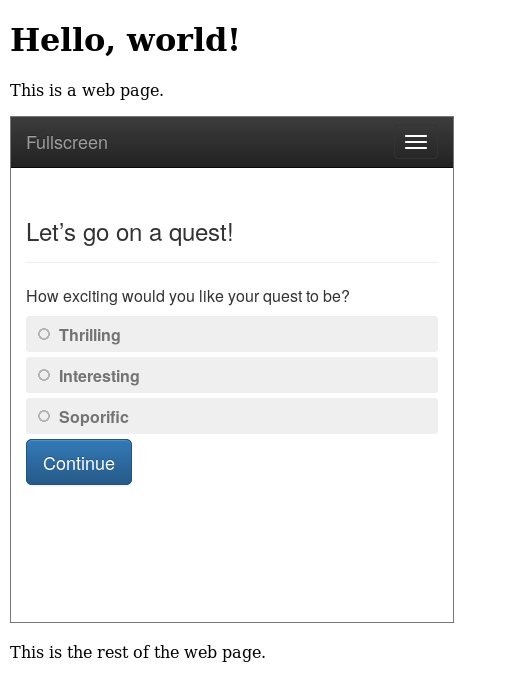 Hello, world!
This is a web page.
Fullscreen
Let’s go on a quest!
How exciting would you like your quest to be?
Thrilling
Interesting
Soporific
Continue
This is the rest of the web page.